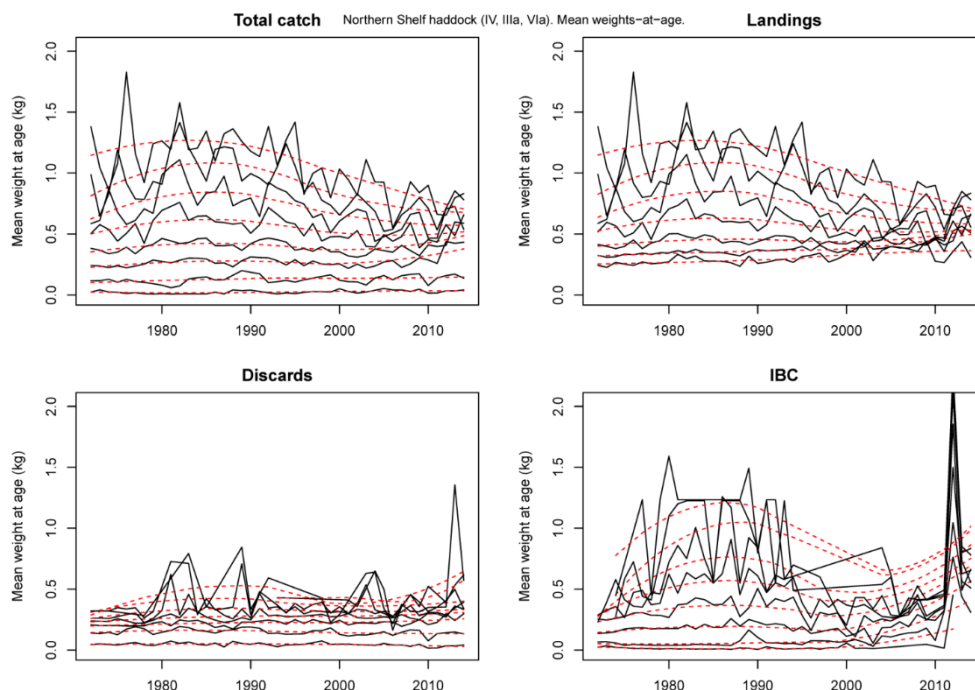 Total catch
Northern Shelf haddock (IV, IIIa, VIa). Mean weights−at−age.
Landings
Mean weight at age (kg)
2.0
1.5
1.0
0.5
0.0
1980 1990 2000 2010
Mean weight at age (kg)
2.0
1.5
1.0
0.5
0.0
1980 1990 2000 2010
Discards
IBC
Mean weight at age (kg)
2.0
1.5
1.0
0.5
0.0
1980 1990 2000 2010
Mean weight at age (kg)
2.0
1.5
1.0
0.5
0.0
1980 1990 2000 2010